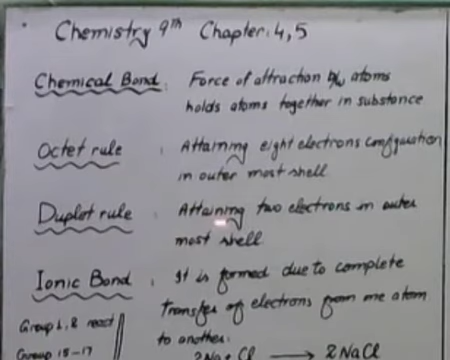 Chemistry 9th Chapter: 4,5
Chemical Bond: Force of attraction b/w atoms
holds atoms together in substance
Octet rule : Attaining eight electrons configuration
in outer most shell
Duplet rule : Attaining two electrons in outer
most shell
Ionic Bond : It is formed due to complete
transfer of electrons from one atom
to another.
Group 1, 2 react
Group 15-17
2NaCl